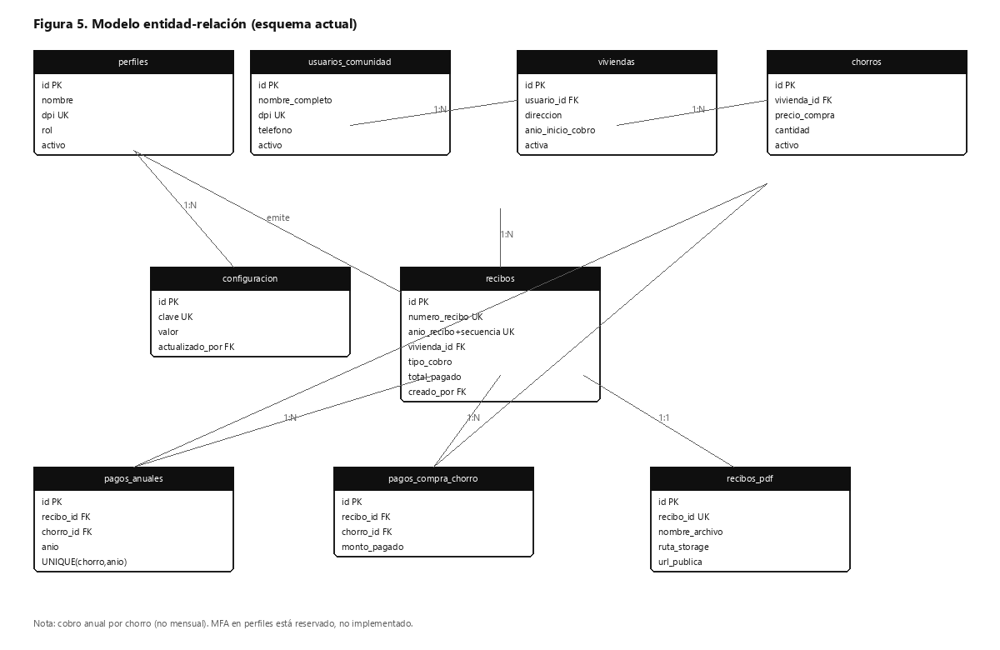 Figura 5. Modelo entidad-relación (esquema actual)
perfiles
id PK
nombre
dpi UK
rol
activo
usuarios_comunidad
id PK
nombre_completo
dpi UK
telefono
activo
1:N
viviendas
id PK
usuario_id FK
direccion
anio_inicio_cobro
activa
1:N
chorros
id PK
vivienda_id FK
precio_compra
cantidad
activo
1:N
emite
1:N
configuracion
id PK
clave UK
valor
actualizado_por FK
recibos
id PK
numero_recibo UK
anio_recibo+secuencia UK
vivienda_id FK
tipo_cobro
total_pagado
creado_por FK
1:N
1:N
1:1
pagos_anuales
id PK
recibo_id FK
chorro_id FK
anio
UNIQUE(chorro,anio)
pagos_compra_chorro
id PK
recibo_id FK
chorro_id FK
monto_pagado
recibos_pdf
id PK
recibo_id UK
nombre_archivo
ruta_storage
url_publica
Nota: cobro anual por chorro (no mensual). MFA en perfiles está reservado, no implementado.